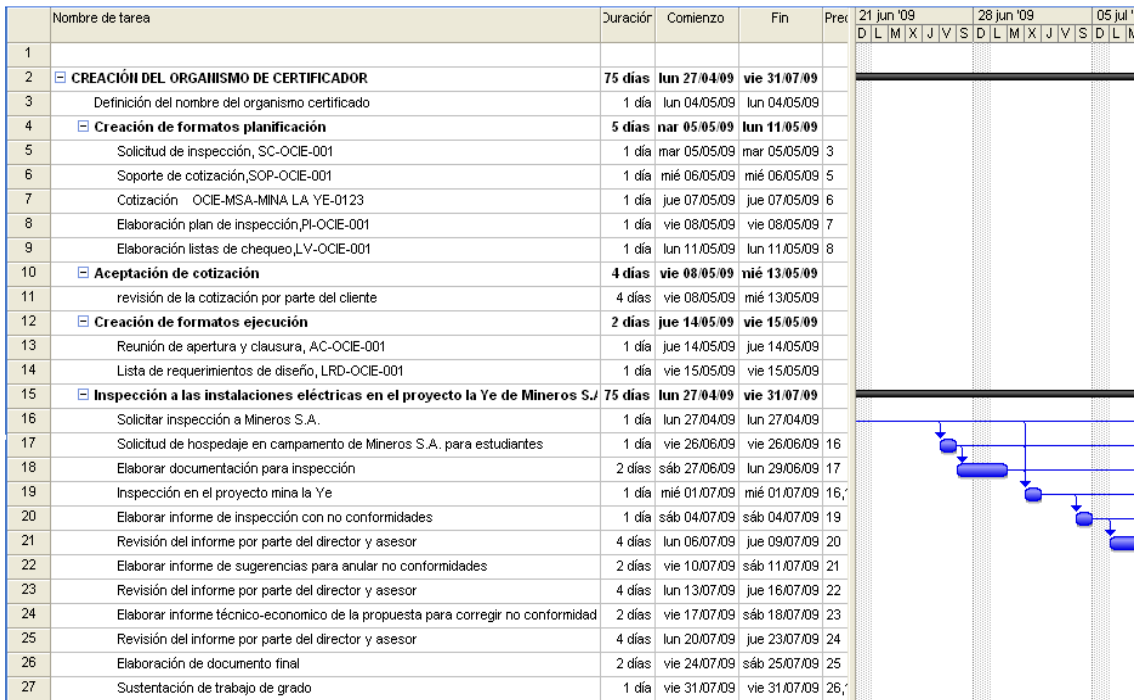 Nombre de tarea Duración Comienzo Fin Prec 21 jun '09 28 jun '09 05 jul '
D L M X J V S D L M X J V S D L
1
2 CREACIÓN DEL ORGANISMO DE CERTIFICADOR 75 días lun 27/04/09 vie 31/07/09
3 Definición del nombre del organismo certificado 1 día lun 04/05/09 lun 04/05/09
4 Creación de formatos planificación 5 días mar 05/05/09 lun 11/05/09
5 Solicitud de inspección, SC-OCIE-001 1 día mar 05/05/09 mar 05/05/09 3
6 Soporte de cotización,SOP-OCIE-001 1 día mié 06/05/09 mié 06/05/09 5
7 Cotización OCIE-MSA-MINA LA YE-0123 1 día jue 07/05/09 jue 07/05/09 6
8 Elaboración plan de inspección,PI-OCIE-001 1 día vie 08/05/09 vie 08/05/09 7
9 Elaboración listas de chequeo,LV-OCIE-001 1 día lun 11/05/09 lun 11/05/09 8
10 Aceptación de cotización 4 días vie 08/05/09 mié 13/05/09
11 revisión de la cotización por parte del cliente 4 días vie 08/05/09 mié 13/05/09
12 Creación de formatos ejecución 2 días jue 14/05/09 vie 15/05/09
13 Reunión de apertura y clausura, AC-OCIE-001 1 día jue 14/05/09 jue 14/05/09
14 Lista de requerimientos de diseño, LRD-OCIE-001 1 día vie 15/05/09 vie 15/05/09
15 Inspección a las instalaciones eléctricas en el proyecto la Ye de Mineros S./ 75 días lun 27/04/09 vie 31/07/09
16 Solicitar inspección a Mineros S.A. 1 día lun 27/04/09 lun 27/04/09
17 Solicitud de hospedaje en campamento de Mineros S.A. para estudiantes 1 día vie 26/06/09 vie 26/06/09 16
18 Elaborar documentación para inspección 2 días sáb 27/06/09 lun 29/06/09 17
19 Inspección en el proyecto mina la Ye 1 día mié 01/07/09 mié 01/07/09 16,
20 Elaborar informe de inspección con no conformidades 1 día sáb 04/07/09 sáb 04/07/09 19
21 Revisión del informe por parte del director y asesor 4 días lun 06/07/09 jue 09/07/09 20
22 Elaborar informe de sugerencias para anular no conformidades 2 días vie 10/07/09 sáb 11/07/09 21
23 Revisión del informe por parte del director y asesor 4 días lun 13/07/09 jue 16/07/09 22
24 Elaborar informe técnico-economico de la propuesta para corregir no conformidad 2 días vie 17/07/09 sáb 18/07/09 23
25 Revisión del informe por parte del director y asesor 4 días lun 20/07/09 jue 23/07/09 24
26 Elaboración de documento final 2 días vie 24/07/09 sáb 25/07/09 25
27 Sustentación de trabajo de grado 1 día vie 31/07/09 vie 31/07/09 26,